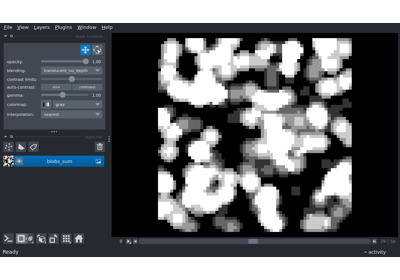 File View Layers Plugins Window Help
opacity: 1.00
blending: translucent_no_depth
contrast limits:
auto-contrast: once continuous
gamma: 1.00
colormap: gray
interpolation: nearest
blobs_sum
Ready
activity